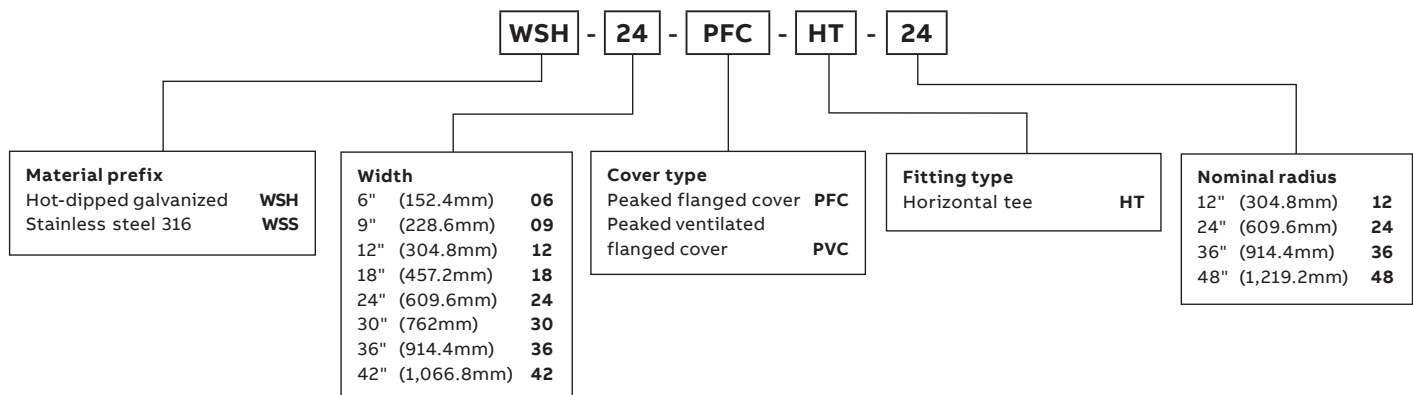 WSH - 24 - PFC - HT - 24
Material prefix
Hot-dipped galvanized WSH
Stainless steel 316 WSS
Width
6" (152.4mm) 06
9" (228.6mm) 09
12" (304.8mm) 12
18" (457.2mm) 18
24" (609.6mm) 24
30" (762mm) 30
36" (914.4mm) 36
42" (1,066.8mm) 42
Cover type
Peaked flanged cover PFC
Peaked ventilated
flanged cover PVC
Fitting type
Horizontal tee HT
Nominal radius
12" (304.8mm) 12
24" (609.6mm) 24
36" (914.4mm) 36
48" (1,219.2mm) 48